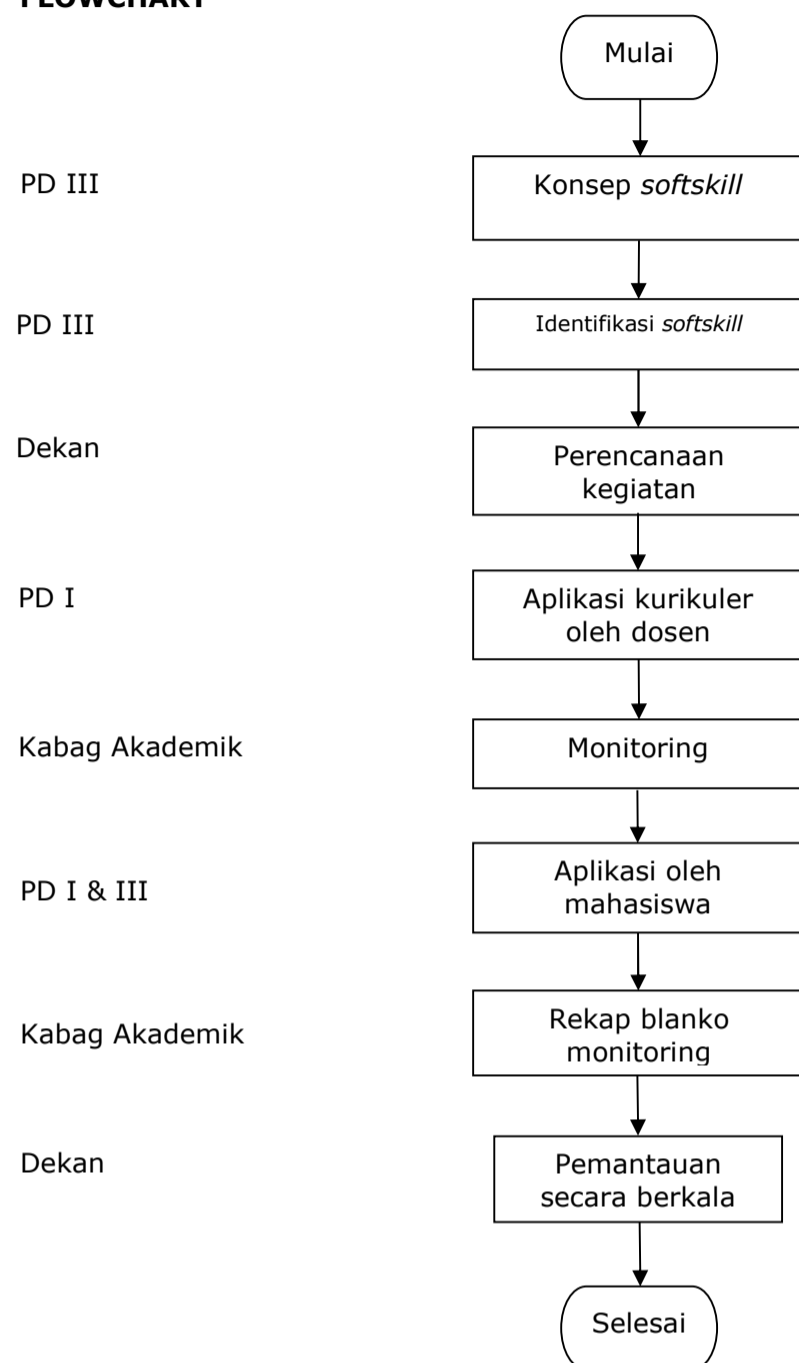 FLOWCHART
Mulai
PD III
Konsep softskill
PD III
Identifikasi softskill
Dekan
Perencanaan
kegiatan
PD I
Aplikasi kurikuler
oleh dosen
Kabag Akademik
Monitoring
PD I & III
Aplikasi oleh
mahasiswa
Kabag Akademik
Rekap blanko
monitoring
Dekan
Pemantauan
secara berkala
Selesai